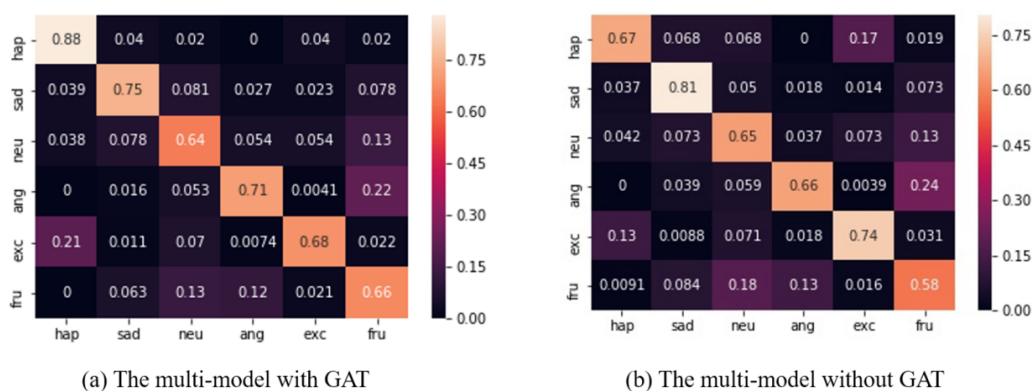 hap 0.88 0.04 0.02 0 0.04 0.02
sad 0.039 0.75 0.081 0.027 0.023 0.078
neu 0.038 0.078 0.64 0.054 0.054 0.13
ang 0 0.016 0.053 0.71 0.0041 0.22
exc 0.21 0.011 0.07 0.0074 0.68 0.022
fru 0 0.063 0.13 0.12 0.021 0.66
hap sad neu ang exc fru
0.75
0.60
0.45
0.30
0.15
0.00
(a) The multi-model with GAT
hap 0.67 0.068 0.068 0 0.17 0.019
sad 0.037 0.81 0.05 0.018 0.014 0.073
neu 0.042 0.073 0.65 0.037 0.073 0.13
ang 0 0.039 0.059 0.66 0.0039 0.24
exc 0.13 0.0088 0.071 0.018 0.74 0.031
fru 0.0091 0.084 0.18 0.13 0.016 0.58
hap sad neu ang exc fru
0.75
0.60
0.45
0.30
0.15
0.00
(b) The multi-model without GAT